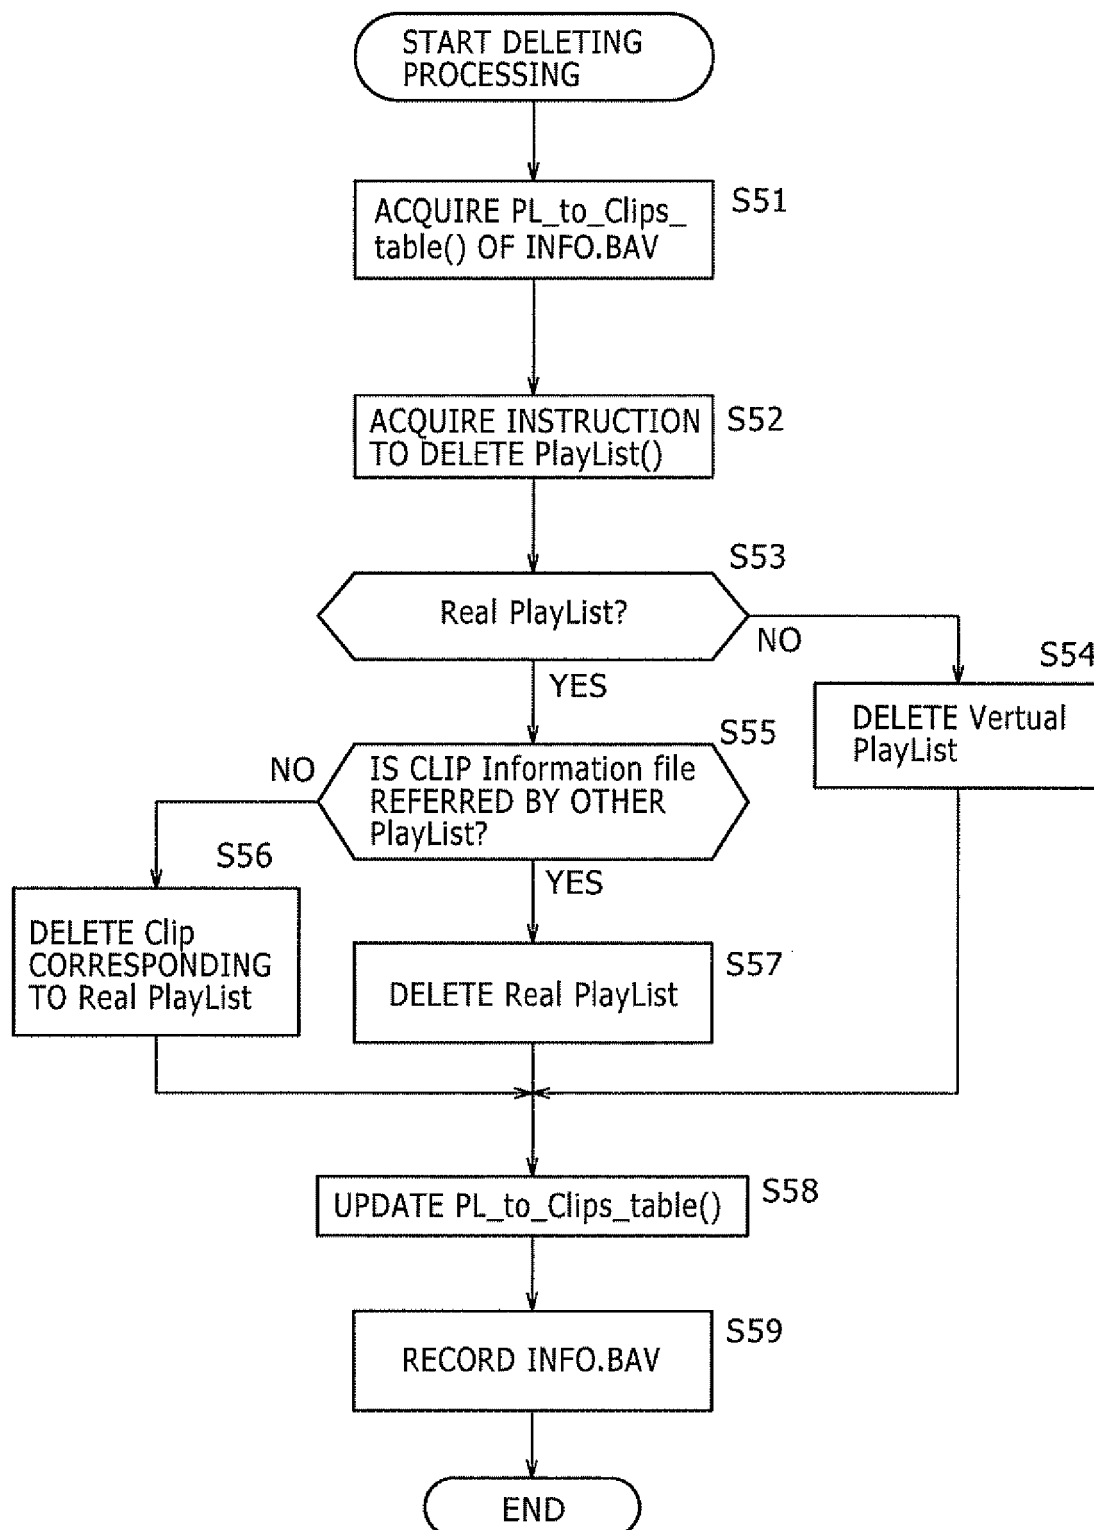 START DELETING
PROCESSING
S51
ACQUIRE PL_to_Clips_
table() OF INFO.BAV
S52
ACQUIRE INSTRUCTION
TO DELETE PlayList()
S53
Real PlayList?
NO
YES
S54
DELETE Vertual
PlayList
S55
NO
IS CLIP Information file
REFERRED BY OTHER
PlayList?
YES
S56
DELETE Clip
CORRESPONDING
TO Real PlayList
S57
DELETE Real PlayList
S58
UPDATE PL_to_Clips_table()
S59
RECORD INFO.BAV
END